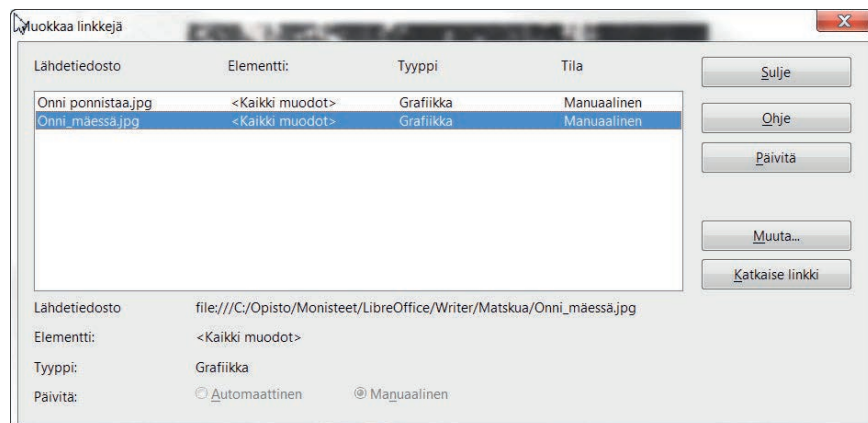 Muokkaa linkkejä
Lähdetiedosto Elementti: Tyyppi Tila
Onni ponnistaa.jpg <Kaikki muodot> Grafiikka Manuaalinen
Onni_mäessä.jpg <Kaikki muodot> Grafiikka Manuaalinen
Sulje
Ohje
Päivitä
Muuta...
Katkaise linkki
Lähdetiedosto file:///C:/Opisto/Monisteet/LibreOffice/Writer/Matskua/Onni_mäessä.jpg
Elementti: <Kaikki muodot>
Tyyppi: Grafiikka
Päivitä: Automaattinen Manuaalinen